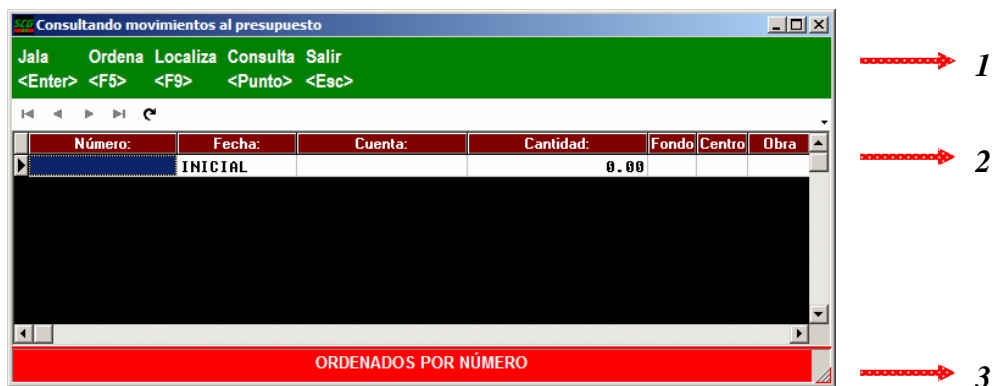 SCG Consultando movimientos al presupuesto
Jala Ordena Localiza Consulta Salir
<Enter> <F5> <F9> <Punto> <Esc>
1
Número: Fecha: Cuenta: Cantidad: Fondo Centro Obra
INICIAL 0.00
2
ORDENADOS POR NÚMERO
3